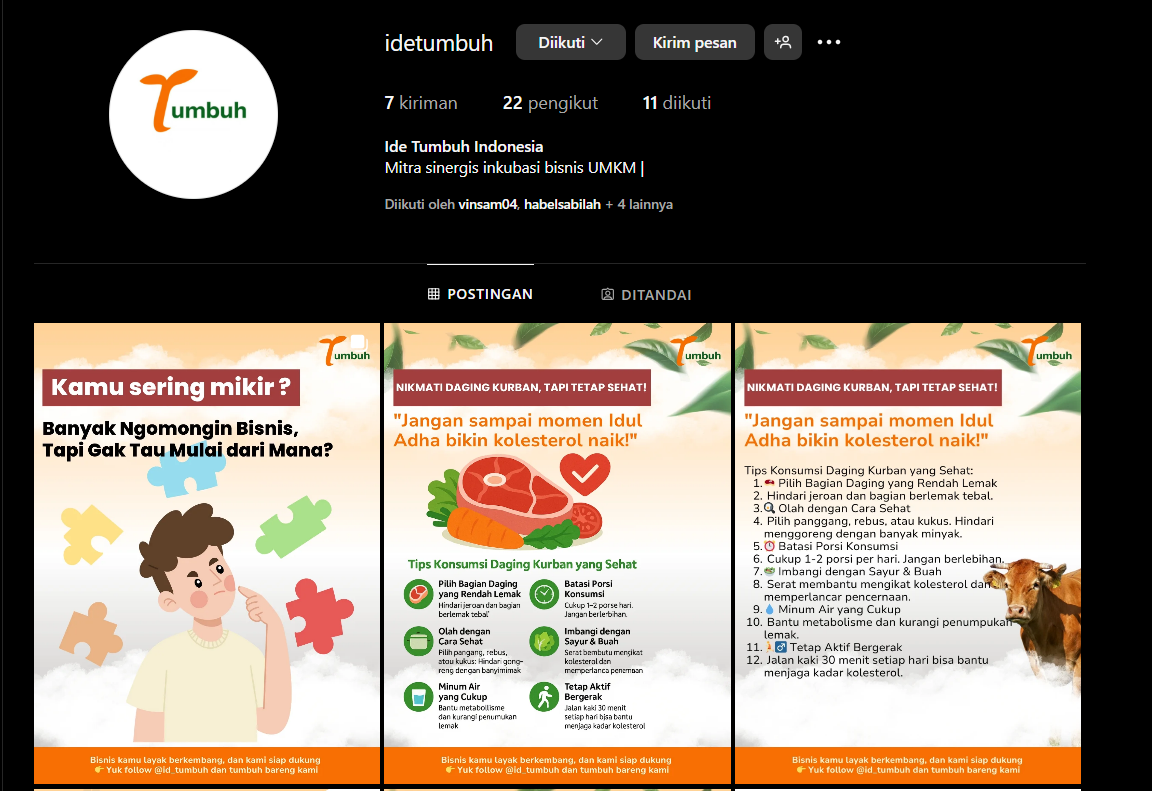 idetumbuh
Diikuti
Kirim pesan
7 kiriman
22 pengikut
11 diikuti
Ide Tumbuh Indonesia
Mitra sinergis inkubasi bisnis UMKM |
Diikuti oleh vinsam04, habelsabilah + 4 lainnya
POSTINGAN
DITANDAI
Tumbuh
Tumbuh
Kamu sering mikir ?
Banyak Ngomongin Bisnis,
Tapi Gak Tau Mulai dari Mana?
Bisnis kamu layak berkembang, dan kami siap dukung
👉 Yuk follow @id_tumbuh dan tumbuh bareng kami
Tumbuh
NIKMATI DAGING KURBAN, TAPI TETAP SEHAT!
"Jangan sampai momen Idul
Adha bikin kolesterol naik!"
Tips Konsumsi Daging Kurban yang Sehat
Pilih Bagian Daging
yang Rendah Lemak
Hindari jeroan dan bagian
berlemak tebal'
Batasi Porsi
Konsumsi
Cukup 1–2 porse hari.
Jangan berlerbihan.
Olah dengan
Cara Sehat
Pilih pangang, rebus,
atau kukus: Hindari gong-
reng dengan banyimimak
Imbangi dengan
Sayur & Buah
Serat bembutu mengikat
kolesterol dan
memperlanca premenaan
Minum Air
yang Cukup
Bantu metabollisme
dan kurangi penumukan
lemak
Tetap Aktif
Bergerak
Jalan kaki 30 menit
setiap hari bisa bantu
menjaga kadar kolesterol
Bisnis kamu layak berkembang, dan kami siap dukung
👉 Yuk follow @id_tumbuh dan tumbuh bareng kami
Tumbuh
NIKMATI DAGING KURBAN, TAPI TETAP SEHAT!
"Jangan sampai momen Idul
Adha bikin kolesterol naik!"
Tips Konsumsi Daging Kurban yang Sehat:
1.🥩 Pilih Bagian Daging yang Rendah Lemak
2. Hindari jeroan dan bagian berlemak tebal.
3.🔍 Olah dengan Cara Sehat
4. Pilih panggang, rebus, atau kukus. Hindari
menggoreng dengan banyak minyak.
5.⏰ Batasi Porsi Konsumsi
6. Cukup 1-2 porsi per hari. Jangan berlebihan.
7.🥗 Imbangi dengan Sayur & Buah
8. Serat membantu mengikat kolesterol dan
memperlancar pencernaan.
9.💧 Minum Air yang Cukup
10. Bantu metabolisme dan kurangi penumpukan
lemak.
11. 🚶‍♂️ Tetap Aktif Bergerak
12. Jalan kaki 30 menit setiap hari bisa bantu
menjaga kadar kolesterol.
Bisnis kamu layak berkembang, dan kami siap dukung
👉 Yuk follow @id_tumbuh dan tumbuh bareng kami